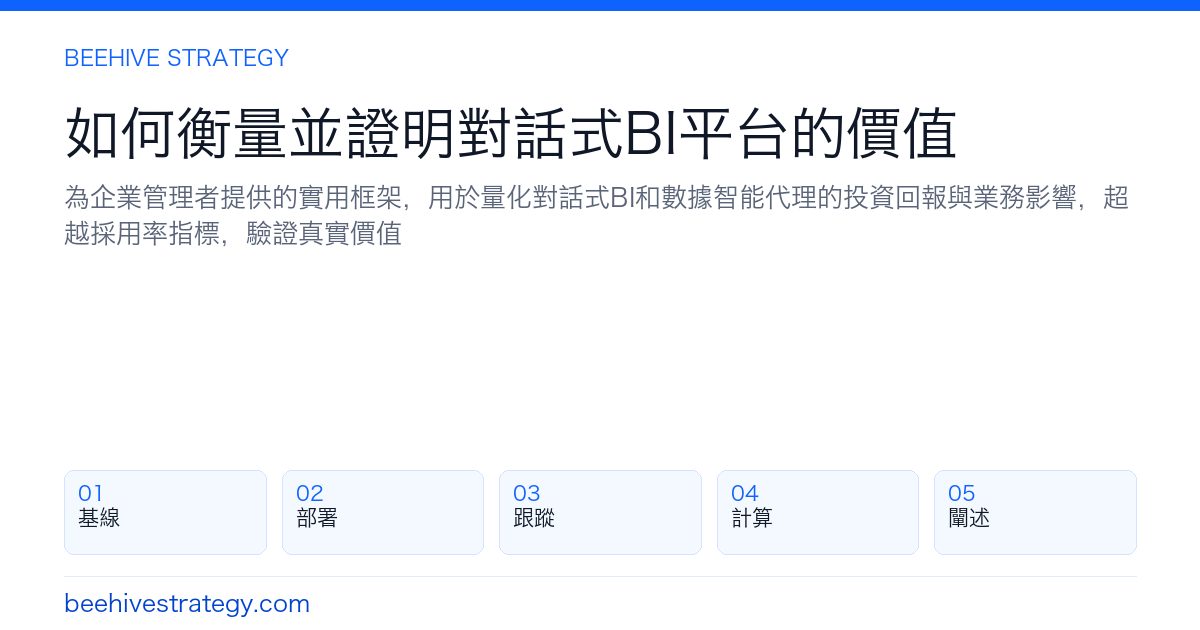 BEEHIVE STRATEGY
如何衡量並證明對話式BI平台的價值
為企業管理者提供的實用框架，用於量化對話式BI和數據智能代理的投資回報與業務影響，超
越採用率指標，驗證真實價值
01
基線
02
部署
03
跟蹤
04
計算
05
闡述
beehivestrategy.com